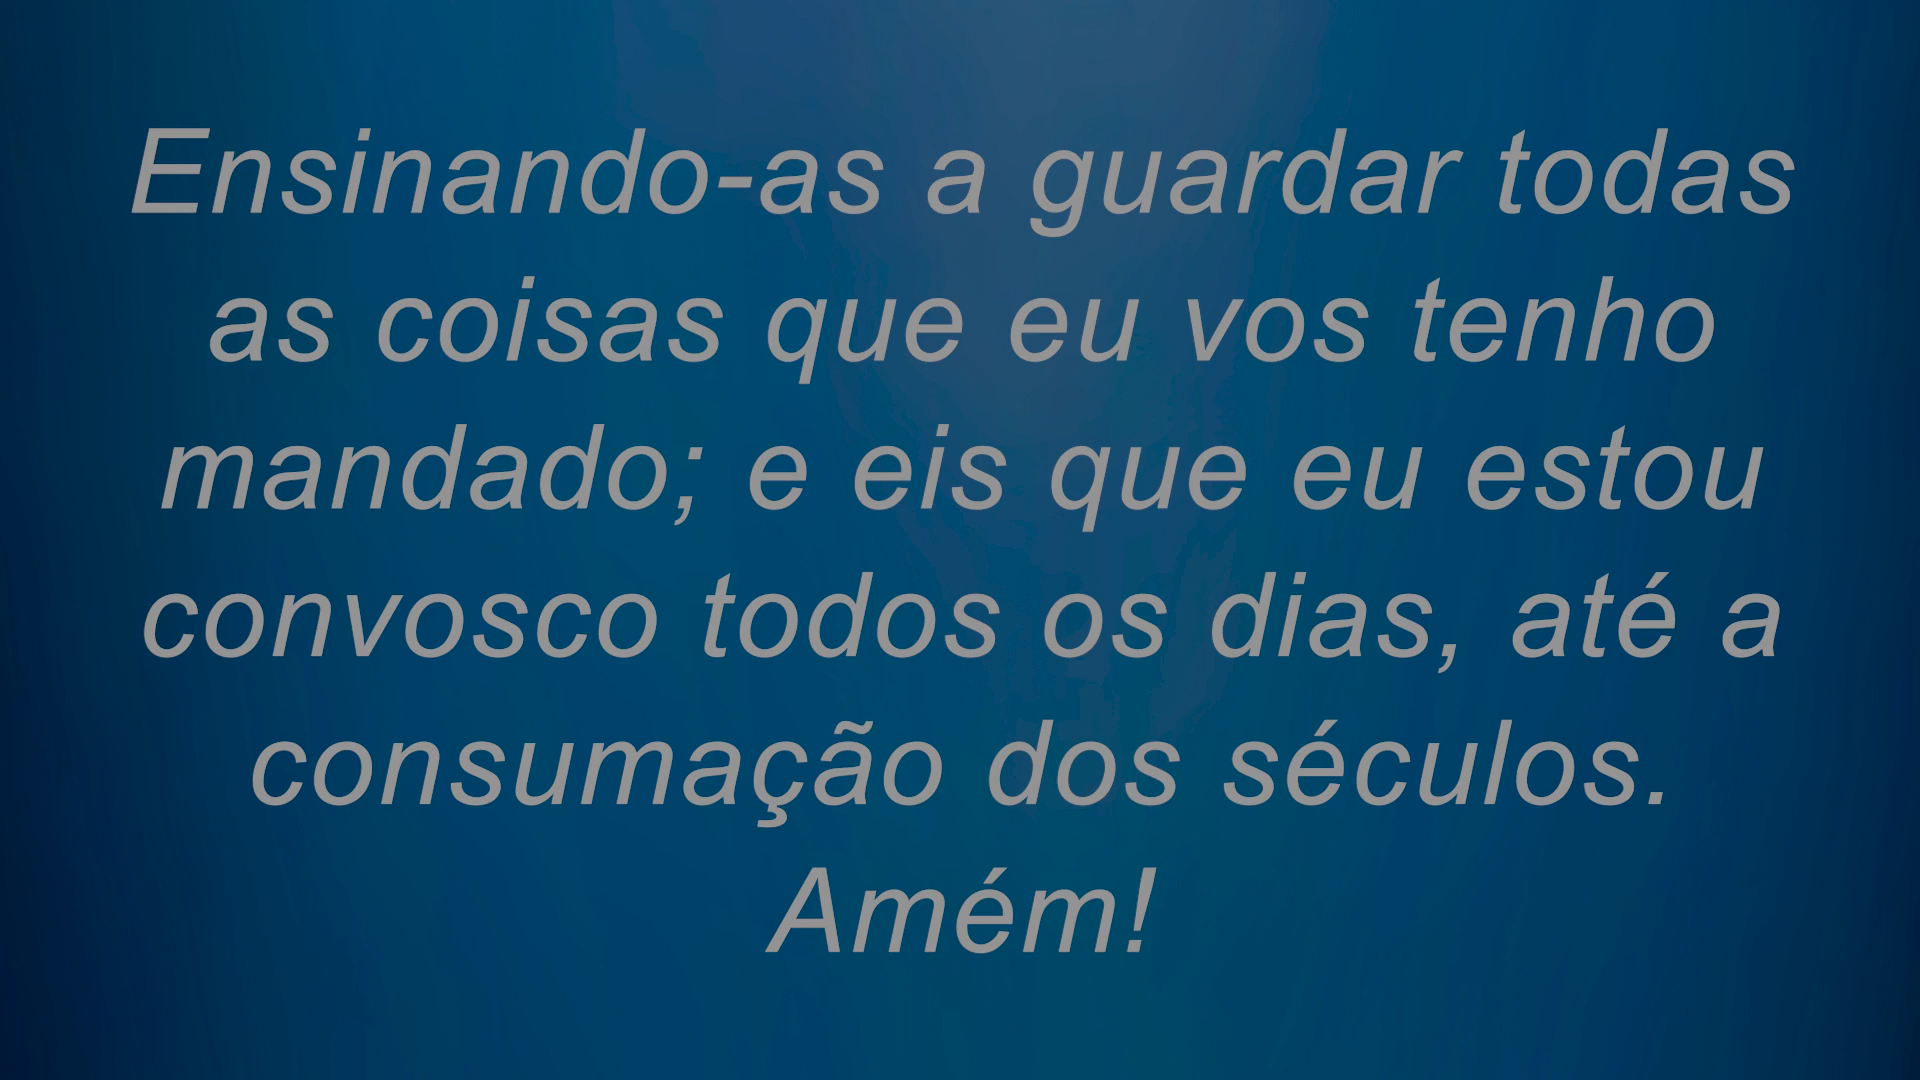 Ensinando-as a guardar todas
as coisas que eu vos tenho
mandado; e eis que eu estou
convosco todos os dias, até a
consumação dos séculos.
Amém!